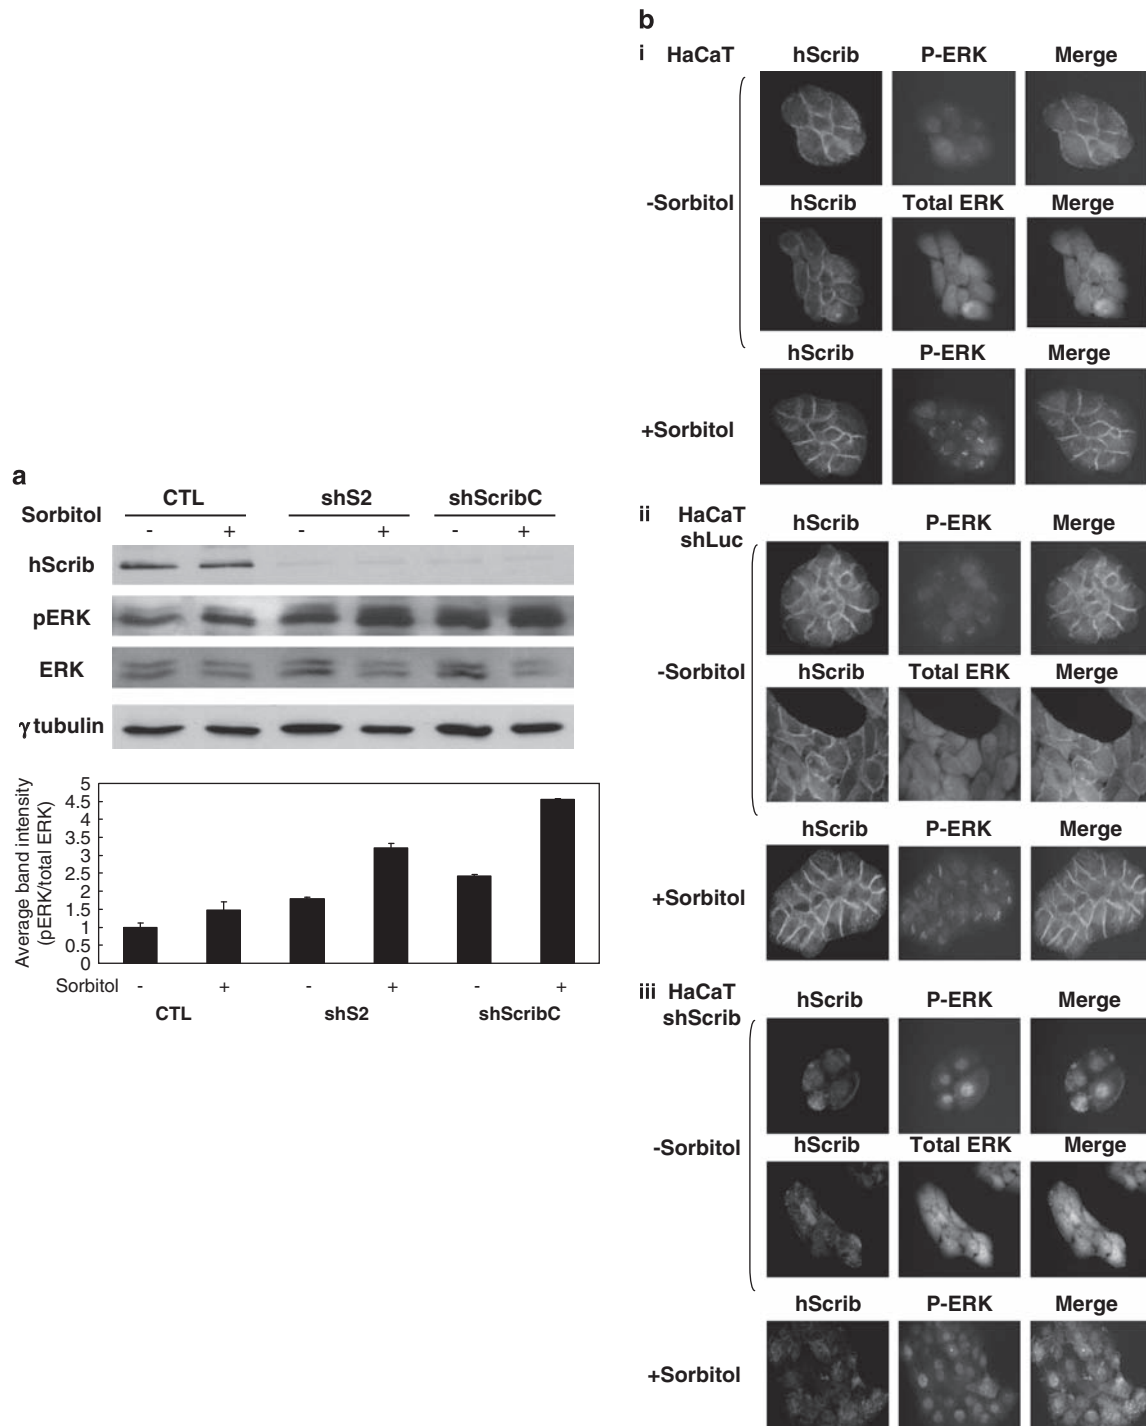 a
CTL shS2 shScribC
Sorbitol - + - + - +
hScrib
pERK
ERK
γ tubulin
Average band intensity
(pERK/total ERK)
5
4.5
3.5
3
2.5
2
1.5
1
0.5
0
Sorbitol - + - + - +
CTL shS2 shScribC
b
i HaCaT hScrib P-ERK Merge
-Sorbitol hScrib Total ERK Merge
hScrib P-ERK Merge
+Sorbitol
ii HaCaT hScrib P-ERK Merge
shLuc
-Sorbitol hScrib Total ERK Merge
hScrib P-ERK Merge
+Sorbitol
iii HaCaT hScrib P-ERK Merge
shScrib
-Sorbitol hScrib Total ERK Merge
hScrib P-ERK Merge
+Sorbitol